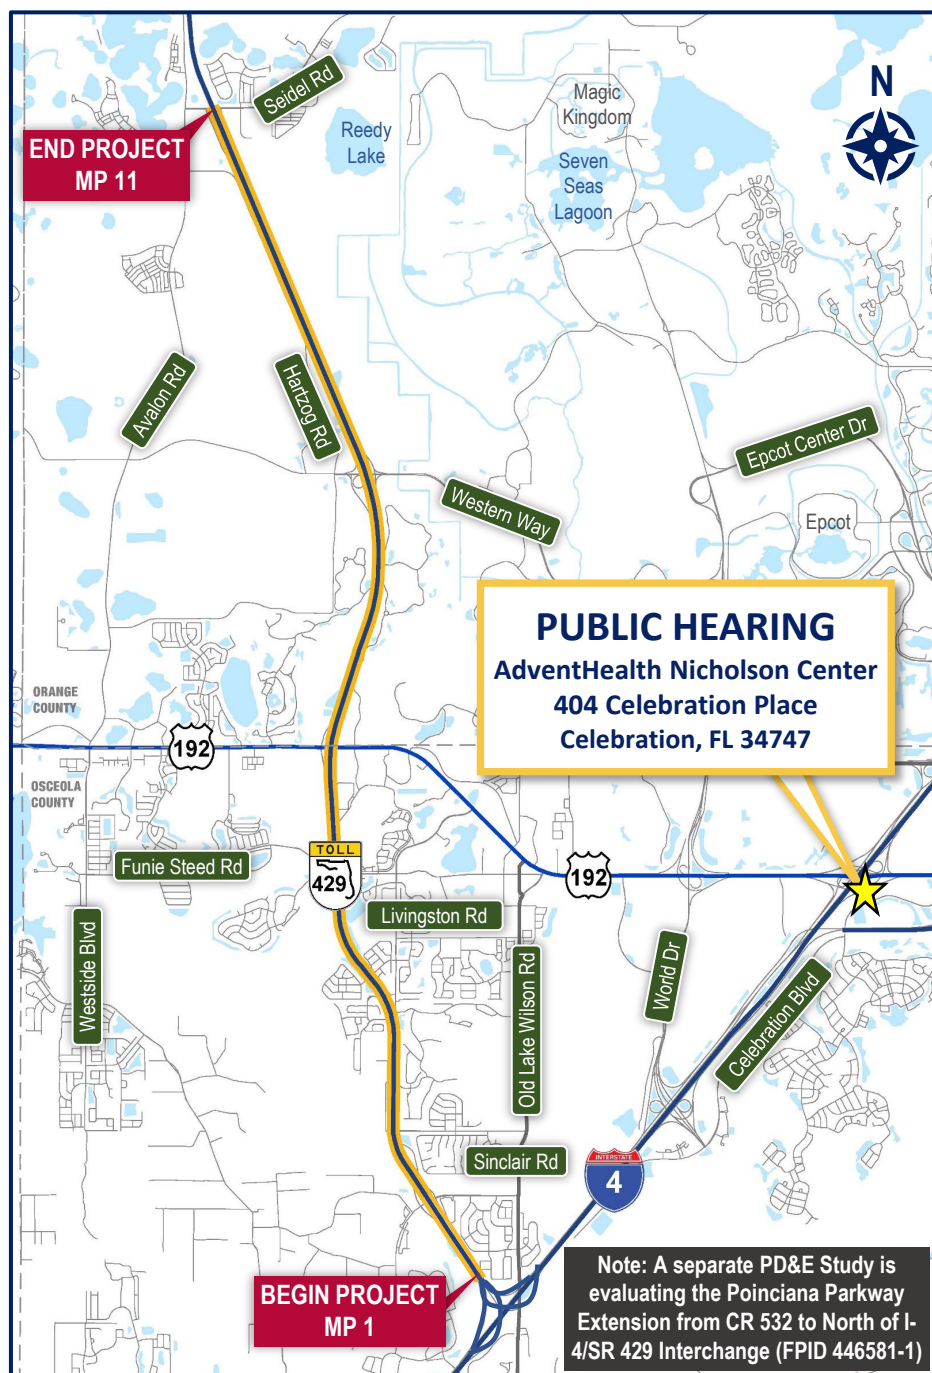 Seidel Rd
N
Magic
Kingdom
END PROJECT
MP 11
Reedy
Lake
Seven
Seas
Lagoon
Avalon Rd
Hartzog Rd
Epcot Center Dr
Western Way
Epcot
PUBLIC HEARING
AdventHealth Nicholson Center
404 Celebration Place
Celebration, FL 34747
ORANGE
COUNTY
192
OSCEOLA
COUNTY
Funie Steed Rd
TOLL
429
192
Livingston Rd
Westside Blvd
Old Lake Wilson Rd
World Dr
Celebration Blvd
Sinclair Rd
INTERSTATE
4
BEGIN PROJECT
MP 1
Note: A separate PD&E Study is
evaluating the Poinciana Parkway
Extension from CR 532 to North of I-
4/SR 429 Interchange (FPID 446581-1)